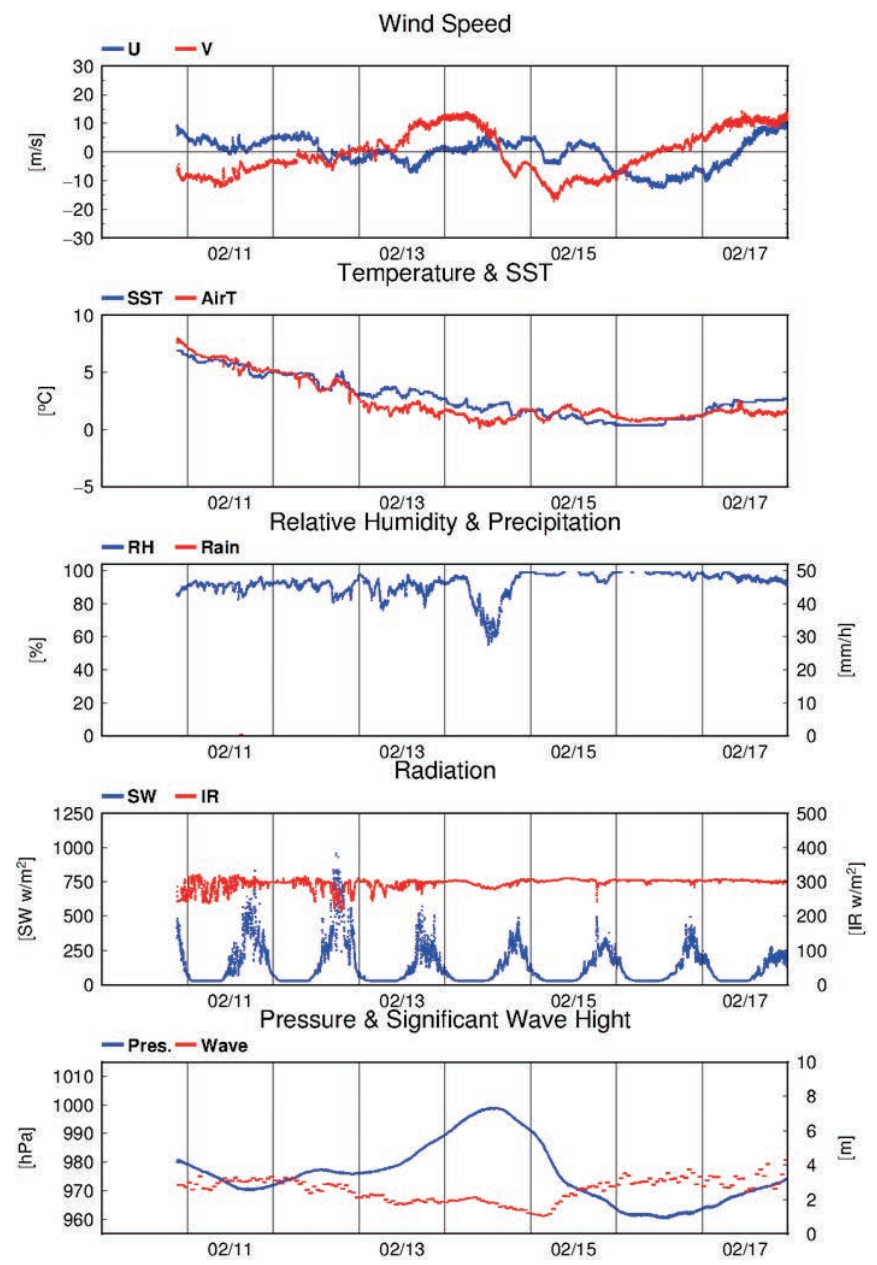 Wind Speed
U V
30
20
10
0
−10
−20
−30
[m/s]
02/11 02/13 02/15 02/17
Temperature & SST
SST AirT
10
5
0
−5
[ºC]
02/11 02/13 02/15 02/17
Relative Humidity & Precipitation
RH Rain
100
80
60
40
20
0
[%]
50
40
30
20
10
0
[mm/h]
02/11 02/13 02/15 02/17
Radiation
SW IR
1250
1000
750
500
250
0
[SW w/m²]
500
400
300
200
100
0
[IR w/m²]
02/11 02/13 02/15 02/17
Pressure & Significant Wave Hight
Pres. Wave
1010
1000
990
980
970
960
[hPa]
10
8
6
4
2
0
[m]
02/11 02/13 02/15 02/17